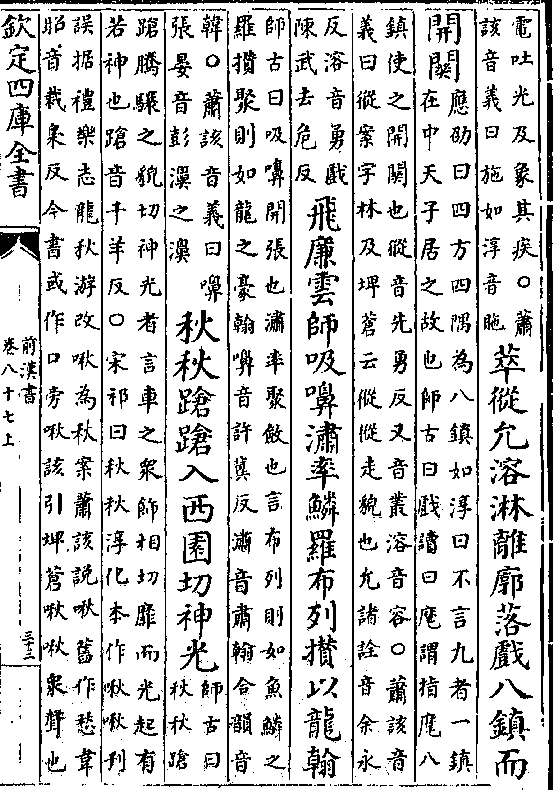 電吐光及象其疾〇蕭
該音義曰施如淳音貤
萃傱允溶淋離廓落戲八鎮而
開關
應劭曰四方四隅為八鎮如淳曰不言九者一鎮
在中天子居之故也師古曰戲讀曰麾謂指麾八
鎮使之開關也傱音先勇反又音叢溶音容〇蕭該音
義曰傱案字林及埤蒼云傱傱走貌也允諸詮音余永
反溶音勇戲
陳武去危反
飛廉雲師吸嚊潚率鱗羅布列攢以龍翰
師古曰吸嚊開張也潚率聚斂也言布列則如魚鱗之
羅攢聚則如龍之豪翰嚊音許冀反潚音肅翰合韻音
韓〇蕭該音義曰嚊
張晏音彭濞之濞
秋秋蹌蹌入西園切神光
師古曰
秋秋蹌
蹌騰驤之貌切神光者言車之衆飾相切靡而光起有
若神也蹌音千羊反〇宋祁曰秋秋淳化本作啾啾刋
誤据禮樂志龍秋游改啾為秋案蕭該說啾舊作愁韋
昭音裁梟反今書或作口旁啾該引埤蒼啾啾衆聲也
欽定四庫全書
前漢書
卷八十七上
三十三